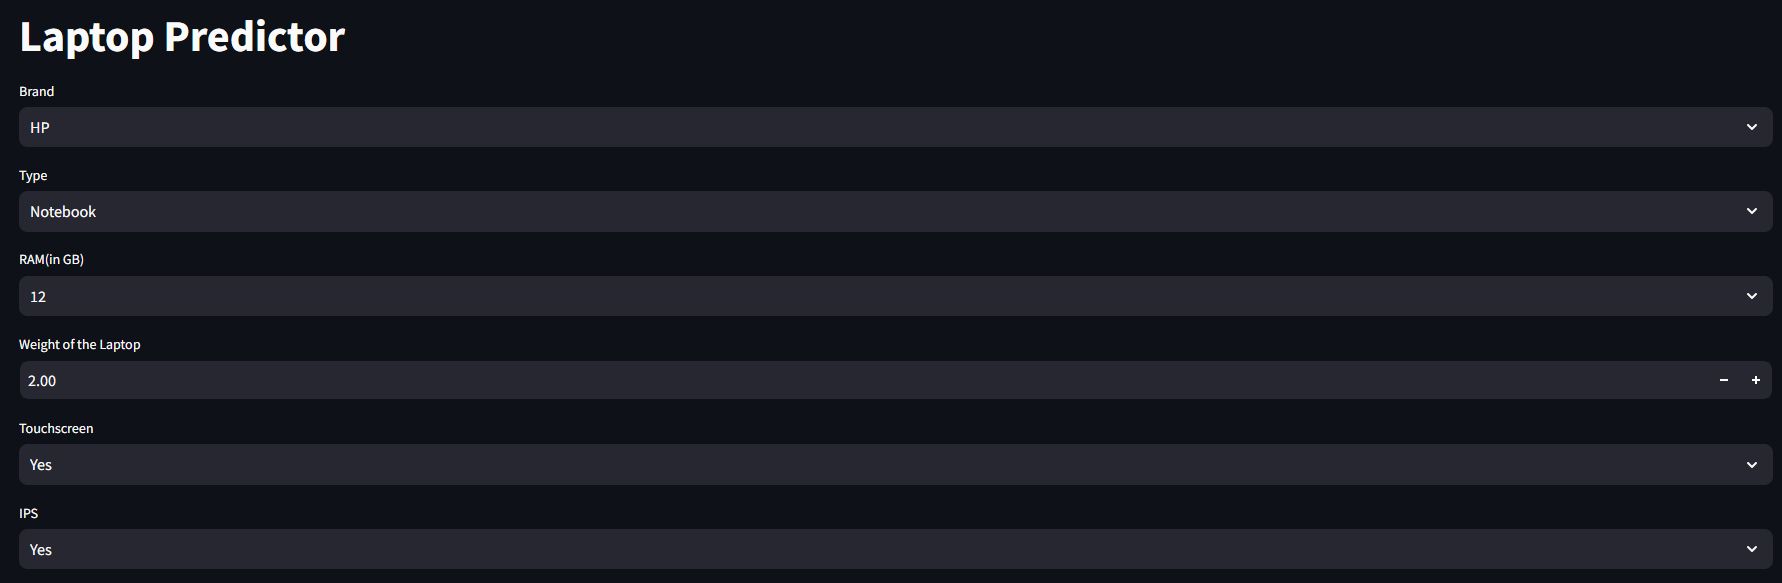 Laptop Predictor
Brand
HP
Type
Notebook
RAM(in GB)
12
Weight of the Laptop
2.00
Touchscreen
Yes
IPS
Yes